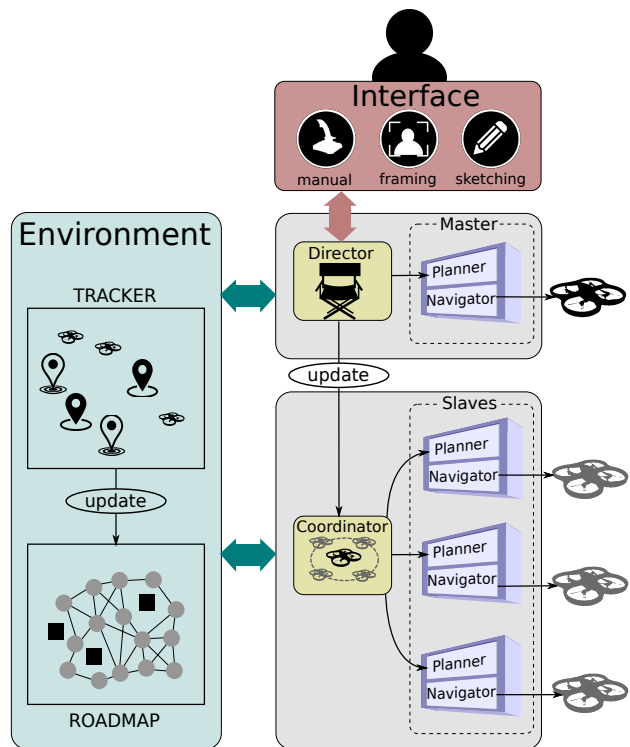 Interface
manual
framing
sketching
Environment
TRACKER
update
ROADMAP
Director
Master
Planner
Navigator
update
Coordinator
Slaves
Planner
Navigator
Planner
Navigator
Planner
Navigator